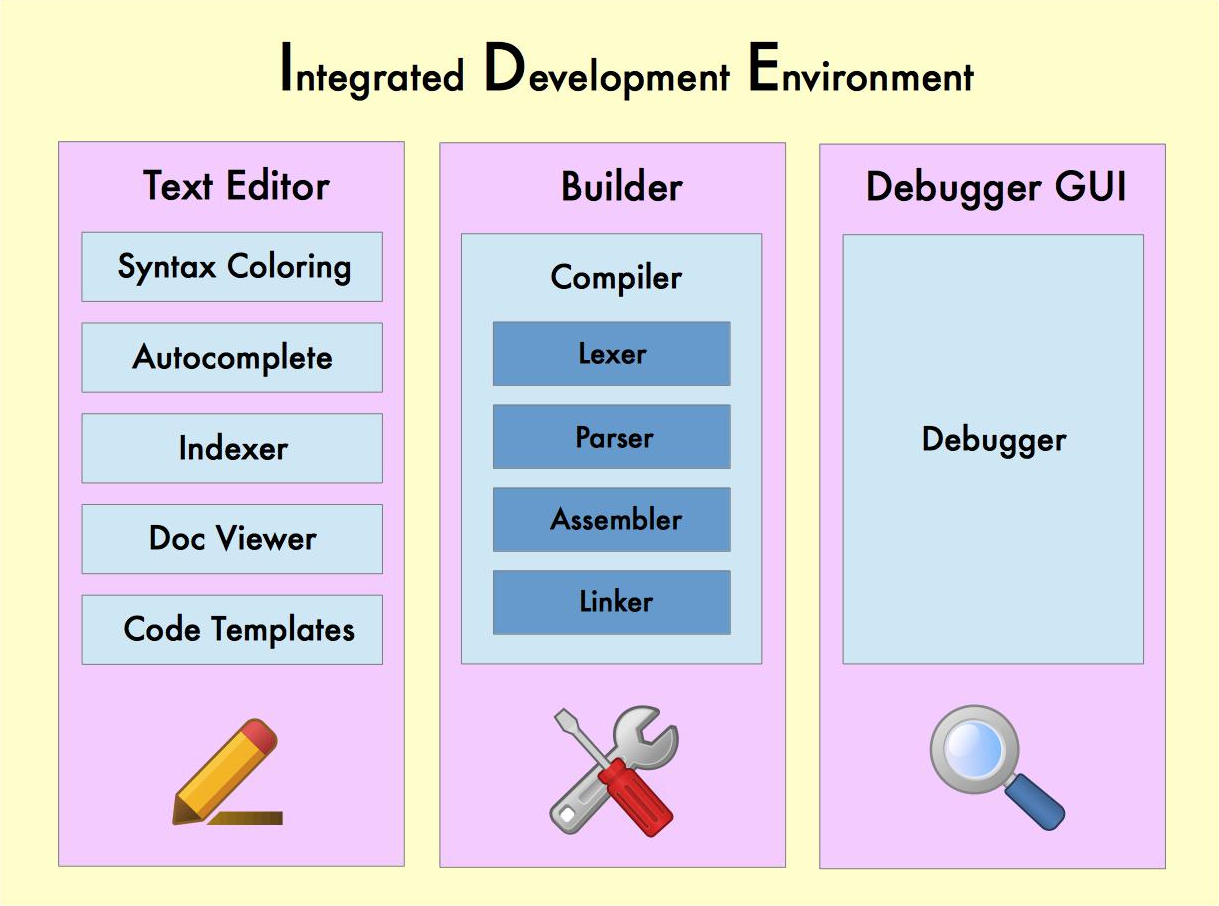 Integrated Development Environment
Text Editor
Syntax Coloring
Autocomplete
Indexer
Doc Viewer
Code Templates
Builder
Compiler
Lexer
Parser
Assembler
Linker
Debugger GUI
Debugger